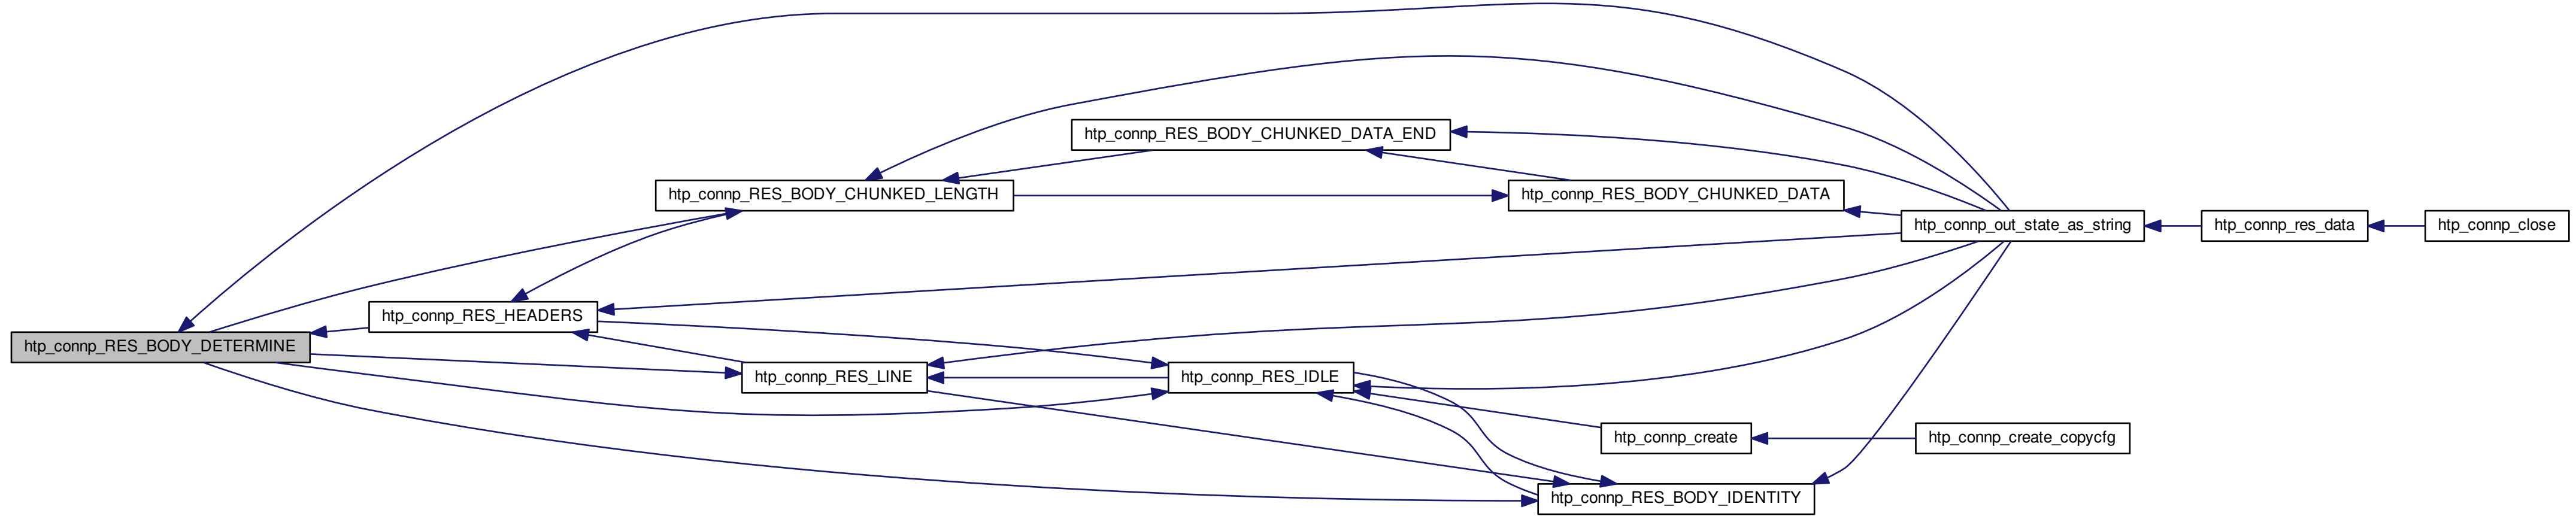 htp_connp_RES_BODY_CHUNKED_DATA_END
htp_connp_RES_BODY_CHUNKED_LENGTH
htp_connp_RES_BODY_CHUNKED_DATA
htp_connp_out_state_as_string
htp_connp_res_data
htp_connp_close
htp_connp_RES_HEADERS
htp_connp_RES_BODY_DETERMINE
htp_connp_RES_LINE
htp_connp_RES_IDLE
htp_connp_create
htp_connp_create_copycfg
htp_connp_RES_BODY_IDENTITY